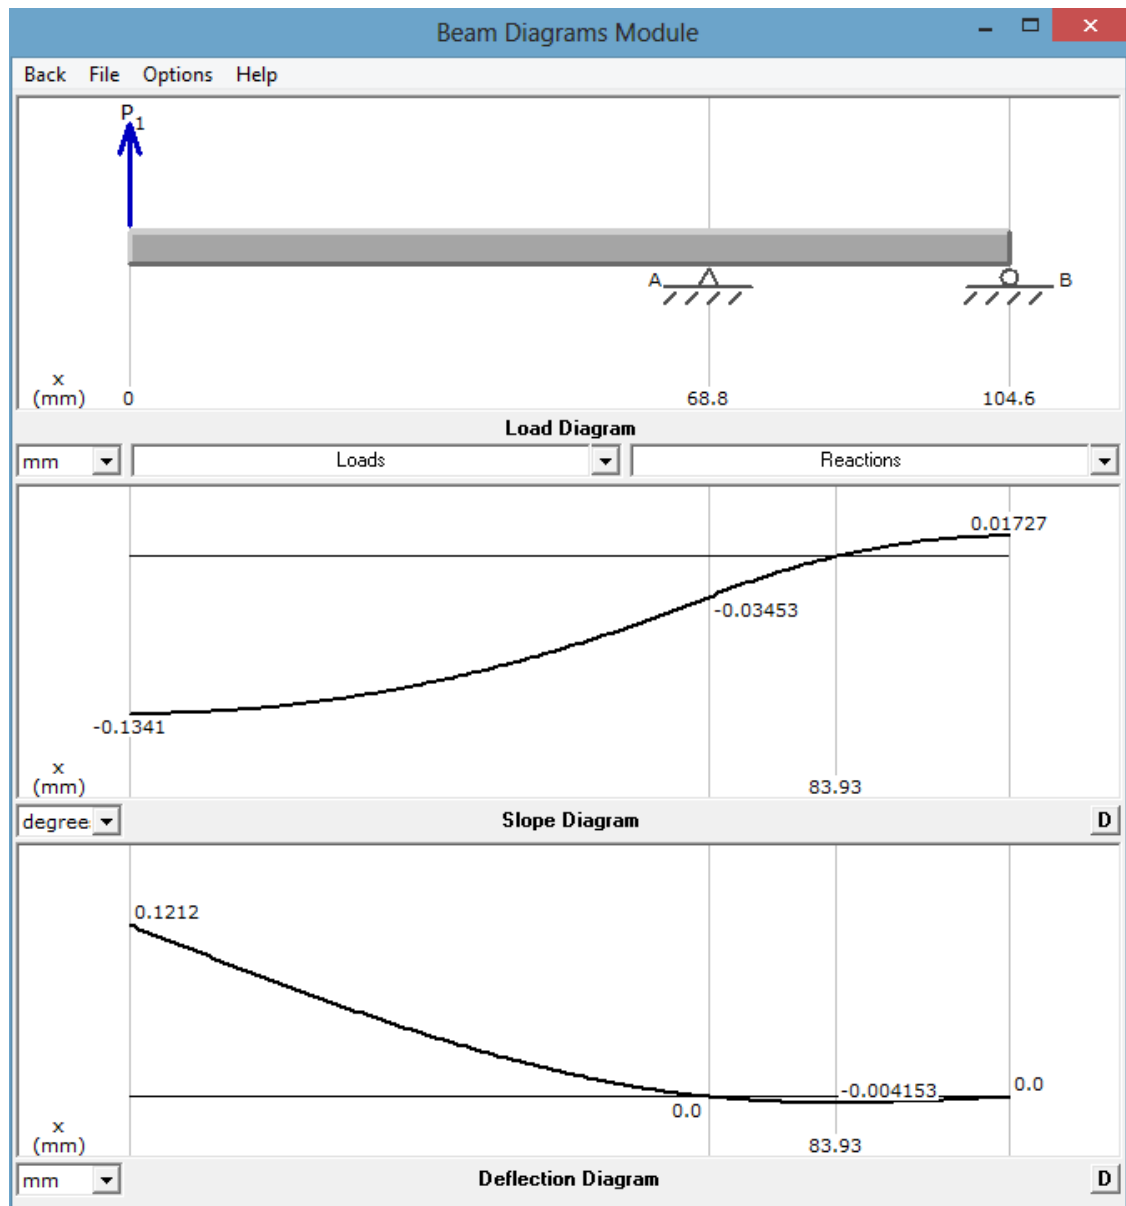 Beam Diagrams Module
Back File Options Help
P1
A
B
x
(mm) 0 68.8 104.6
Load Diagram
mm Loads Reactions
0.01727
-0.03453
-0.1341
x
(mm) 83.93
degree Slope Diagram D
0.1212
-0.004153
0.0
0.0
x
(mm) 83.93
mm Deflection Diagram D